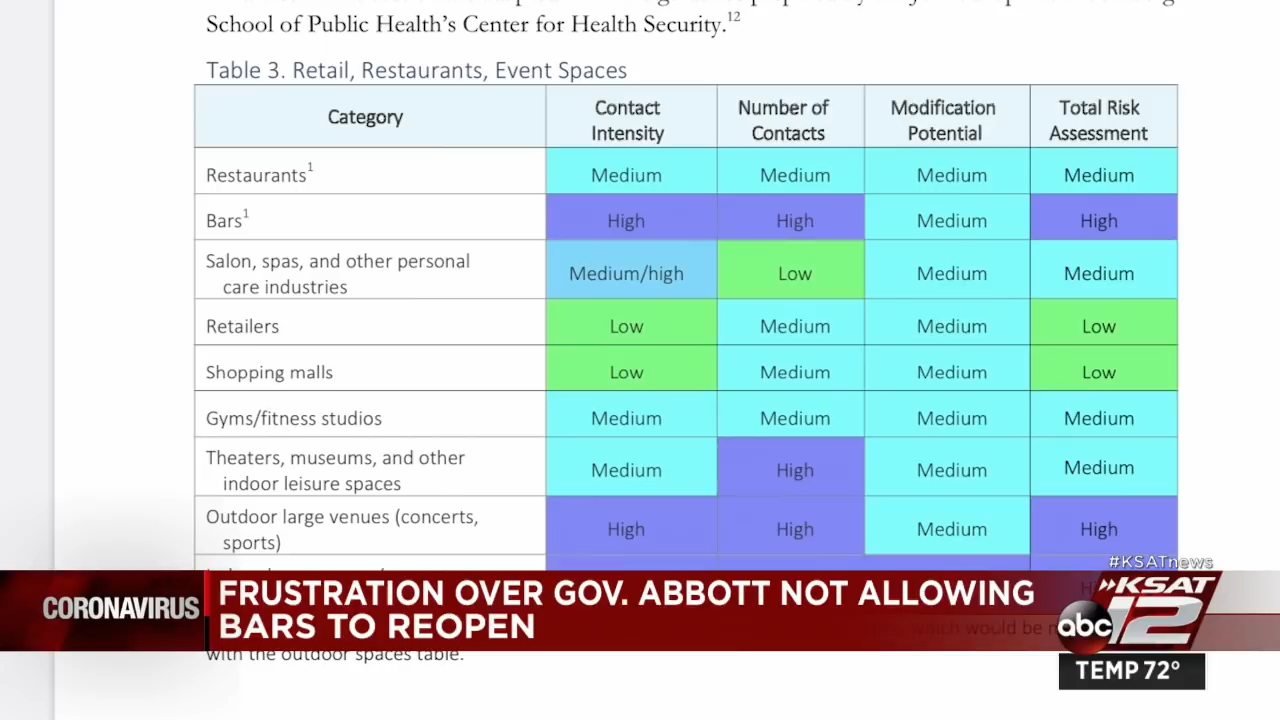 School of Public Health's Center for Health Security.12
Table 3. Retail, Restaurants, Event Spaces
Category
Contact Intensity
Number of Contacts
Modification Potential
Total Risk Assessment
Restaurants1 Medium Medium Medium Medium
Bars1 High High Medium High
Salon, spas, and other personal care industries Medium/high Low Medium Medium
Retailers Low Medium Medium Low
Shopping malls Low Medium Medium Low
Gyms/fitness studios Medium Medium Medium Medium
Theaters, museums, and other indoor leisure spaces Medium High Medium Medium
Outdoor large venues (concerts, sports) High High Medium High
#KSATnews
CORONAVIRUS
FRUSTRATION OVER GOV. ABBOTT NOT ALLOWING
BARS TO REOPEN
»KSAT
abc 12
which would be
with the outdoor spaces table.
TEMP 72°